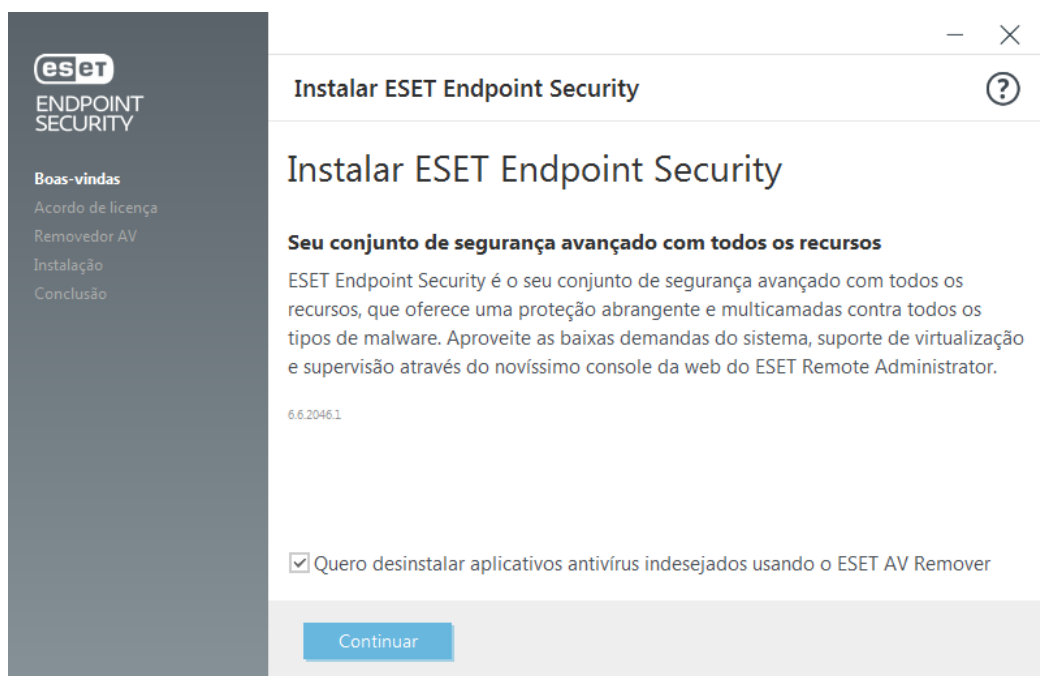 eset
ENDPOINT
SECURITY
Boas-vindas
Acordo de licença
Removedor AV
Instalação
Conclusão
Instalar ESET Endpoint Security
?
Instalar ESET Endpoint Security
Seu conjunto de segurança avançado com todos os recursos
ESET Endpoint Security é o seu conjunto de segurança avançado com todos os
recursos, que oferece uma proteção abrangente e multicamadas contra todos os
tipos de malware. Aproveite as baixas demandas do sistema, suporte de virtualização
e supervisão através do novíssimo console da web do ESET Remote Administrator.
6.6.2046.1
Quero desinstalar aplicativos antivírus indesejados usando o ESET AV Remover
Continuar